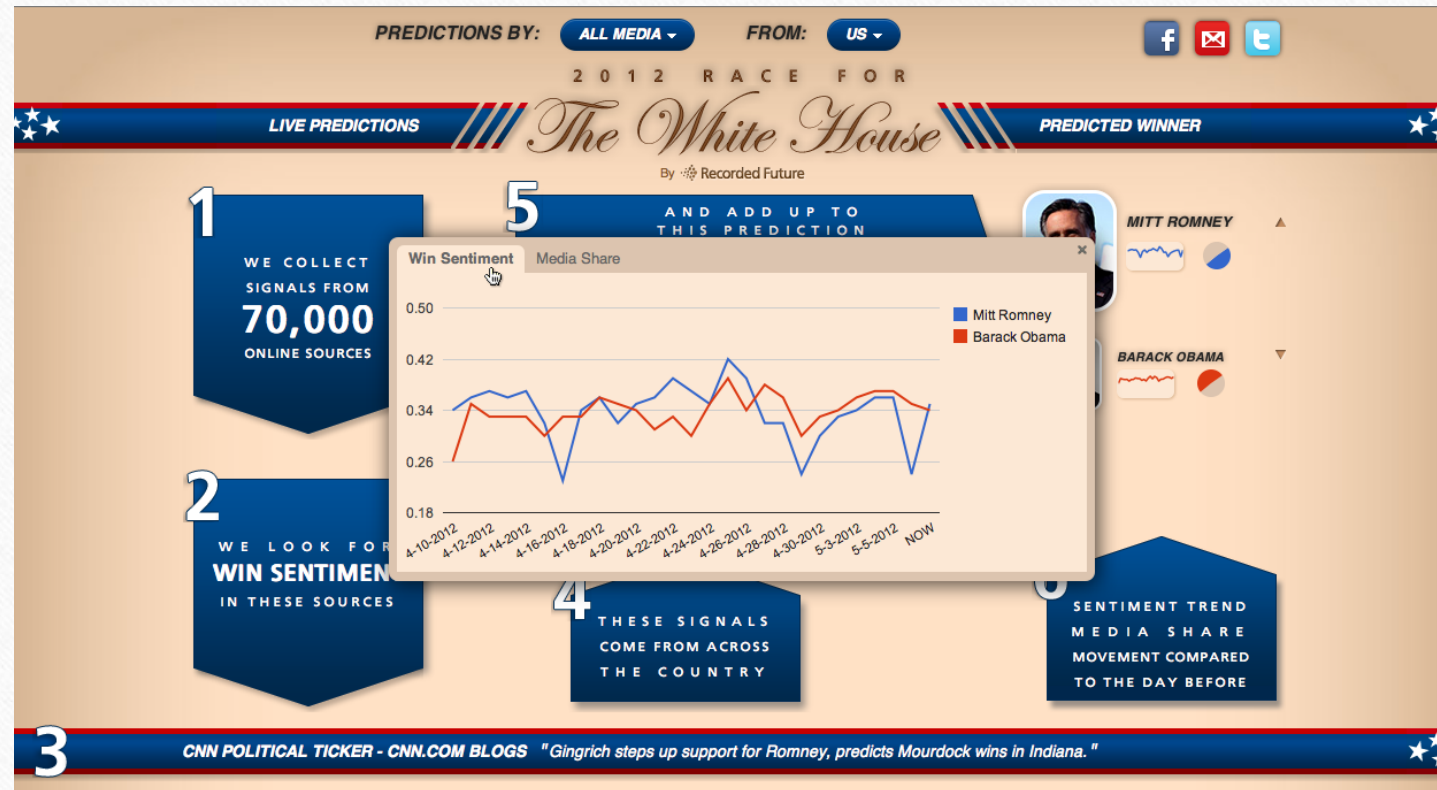 PREDICTIONS BY: ALL MEDIA FROM: US
2012 RACE FOR
The White House
LIVE PREDICTIONS
PREDICTED WINNER
By Recorded Future
1
WE COLLECT
SIGNALS FROM
70,000
ONLINE SOURCES
5
AND ADD UP TO
THIS PREDICTION
MITT ROMNEY
BARACK OBAMA
Win Sentiment Media Share ×
0.50
0.42
0.34
0.26
0.18
4-10-2012 4-12-2012 4-14-2012 4-16-2012 4-18-2012 4-20-2012 4-22-2012 4-24-2012 4-26-2012 4-28-2012 4-30-2012 5-3-2012 5-5-2012 NOW
Mitt Romney
Barack Obama
2
WE LOOK FOR
WIN SENTIMEN
IN THESE SOURCES
4
THESE SIGNALS
COME FROM ACROSS
THE COUNTRY
SENTIMENT TREND
MEDIA SHARE
MOVEMENT COMPARED
TO THE DAY BEFORE
3
CNN POLITICAL TICKER - CNN.COM BLOGS "Gingrich steps up support for Romney, predicts Mourdock wins in Indiana."